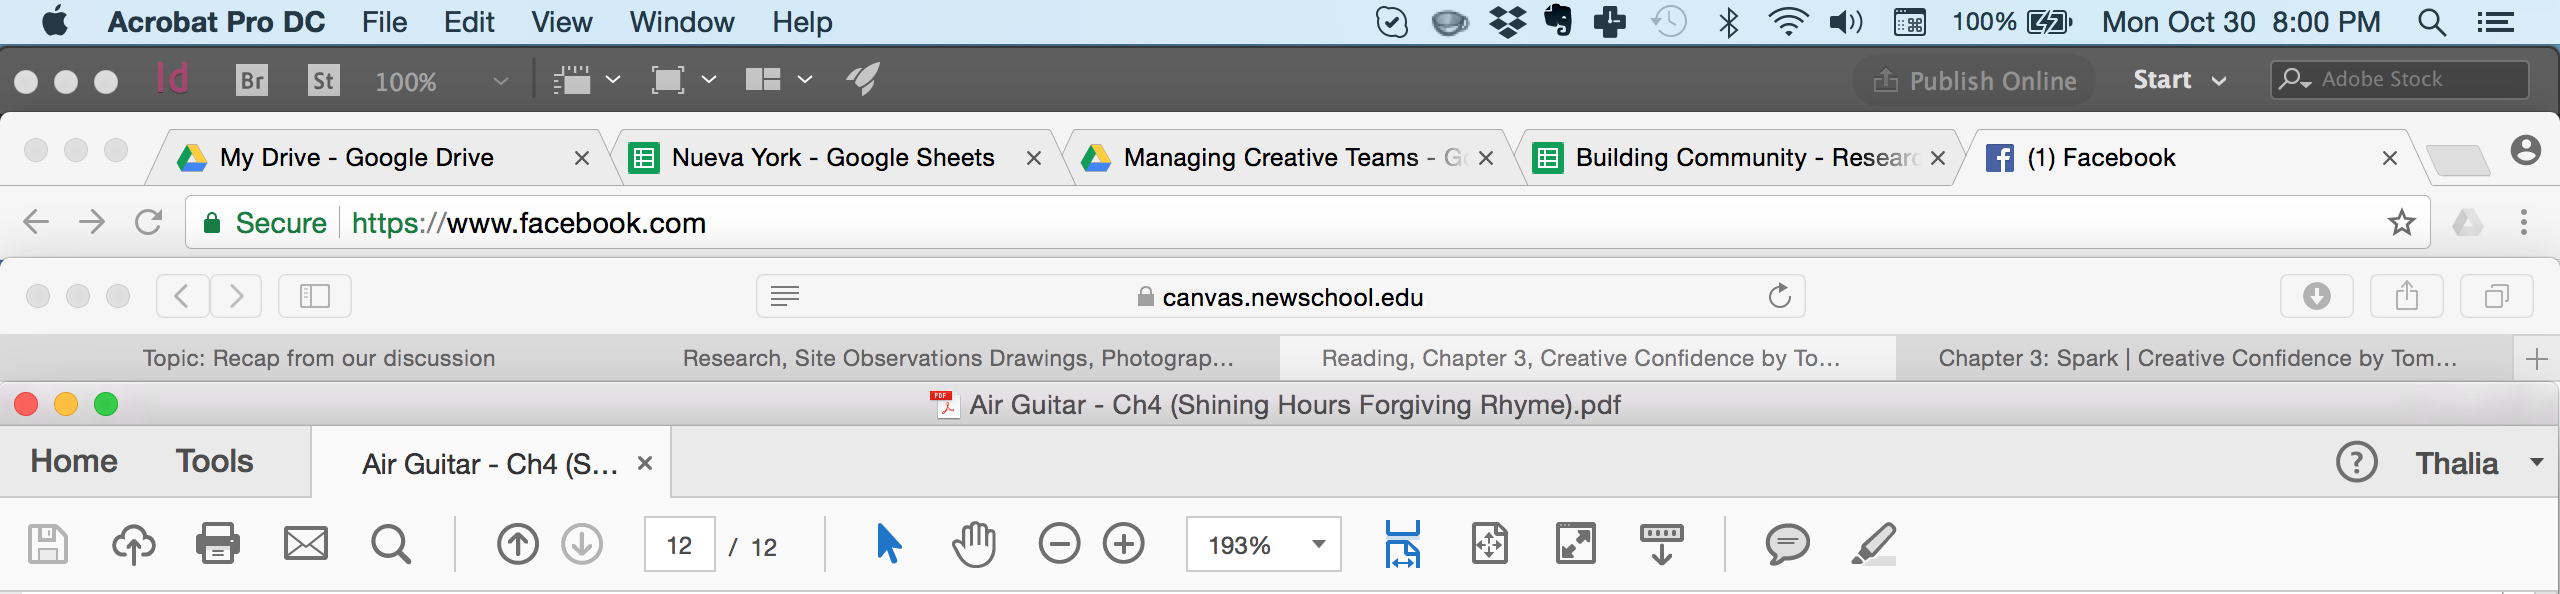 Acrobat Pro DC File Edit View Window Help 100% Mon Oct 30 8:00 PM
Id Br St 100% Publish Online Start Adobe Stock
My Drive - Google Drive Nueva York - Google Sheets Managing Creative Teams - Go Building Community - Researc (1) Facebook
Secure https://www.facebook.com
canvas.newschool.edu
Topic: Recap from our discussion Research, Site Observations Drawings, Photograp... Reading, Chapter 3, Creative Confidence by To... Chapter 3: Spark | Creative Confidence by Tom...
PDF Air Guitar - Ch4 (Shining Hours Forgiving Rhyme).pdf
Home Tools Air Guitar - Ch4 (S... ? Thalia
12 / 12 193%